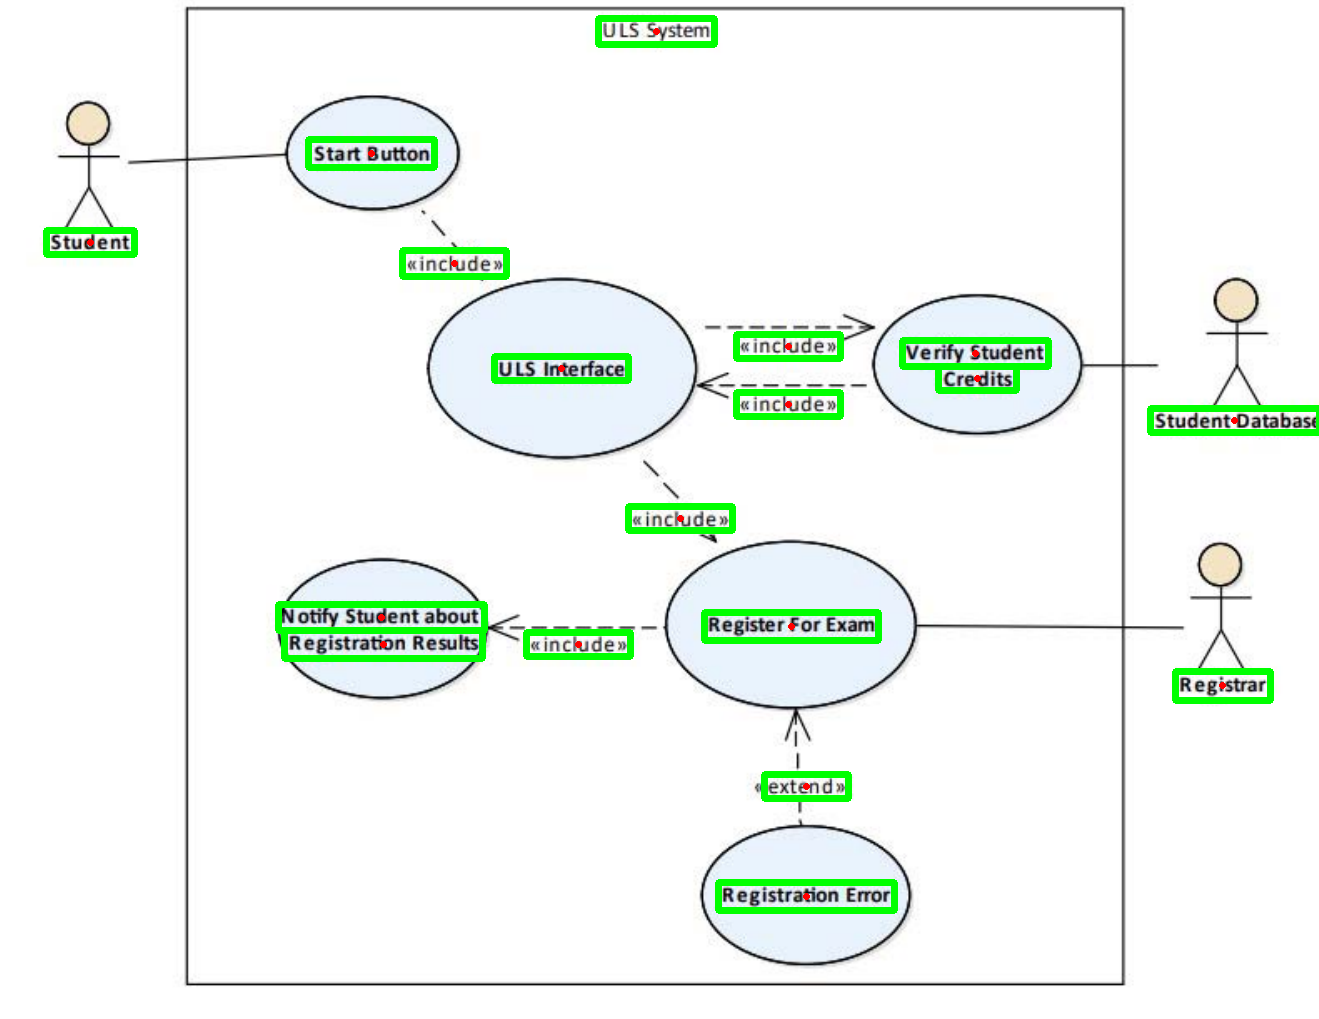 ULS System
Start Button
Student
«include»
ULS Interface
«include»
«include»
Verify Student
Credits
Student Database
«include»
Notify Student about
Registration Results
«include»
Register For Exam
Registrar
«extend»
Registration Error